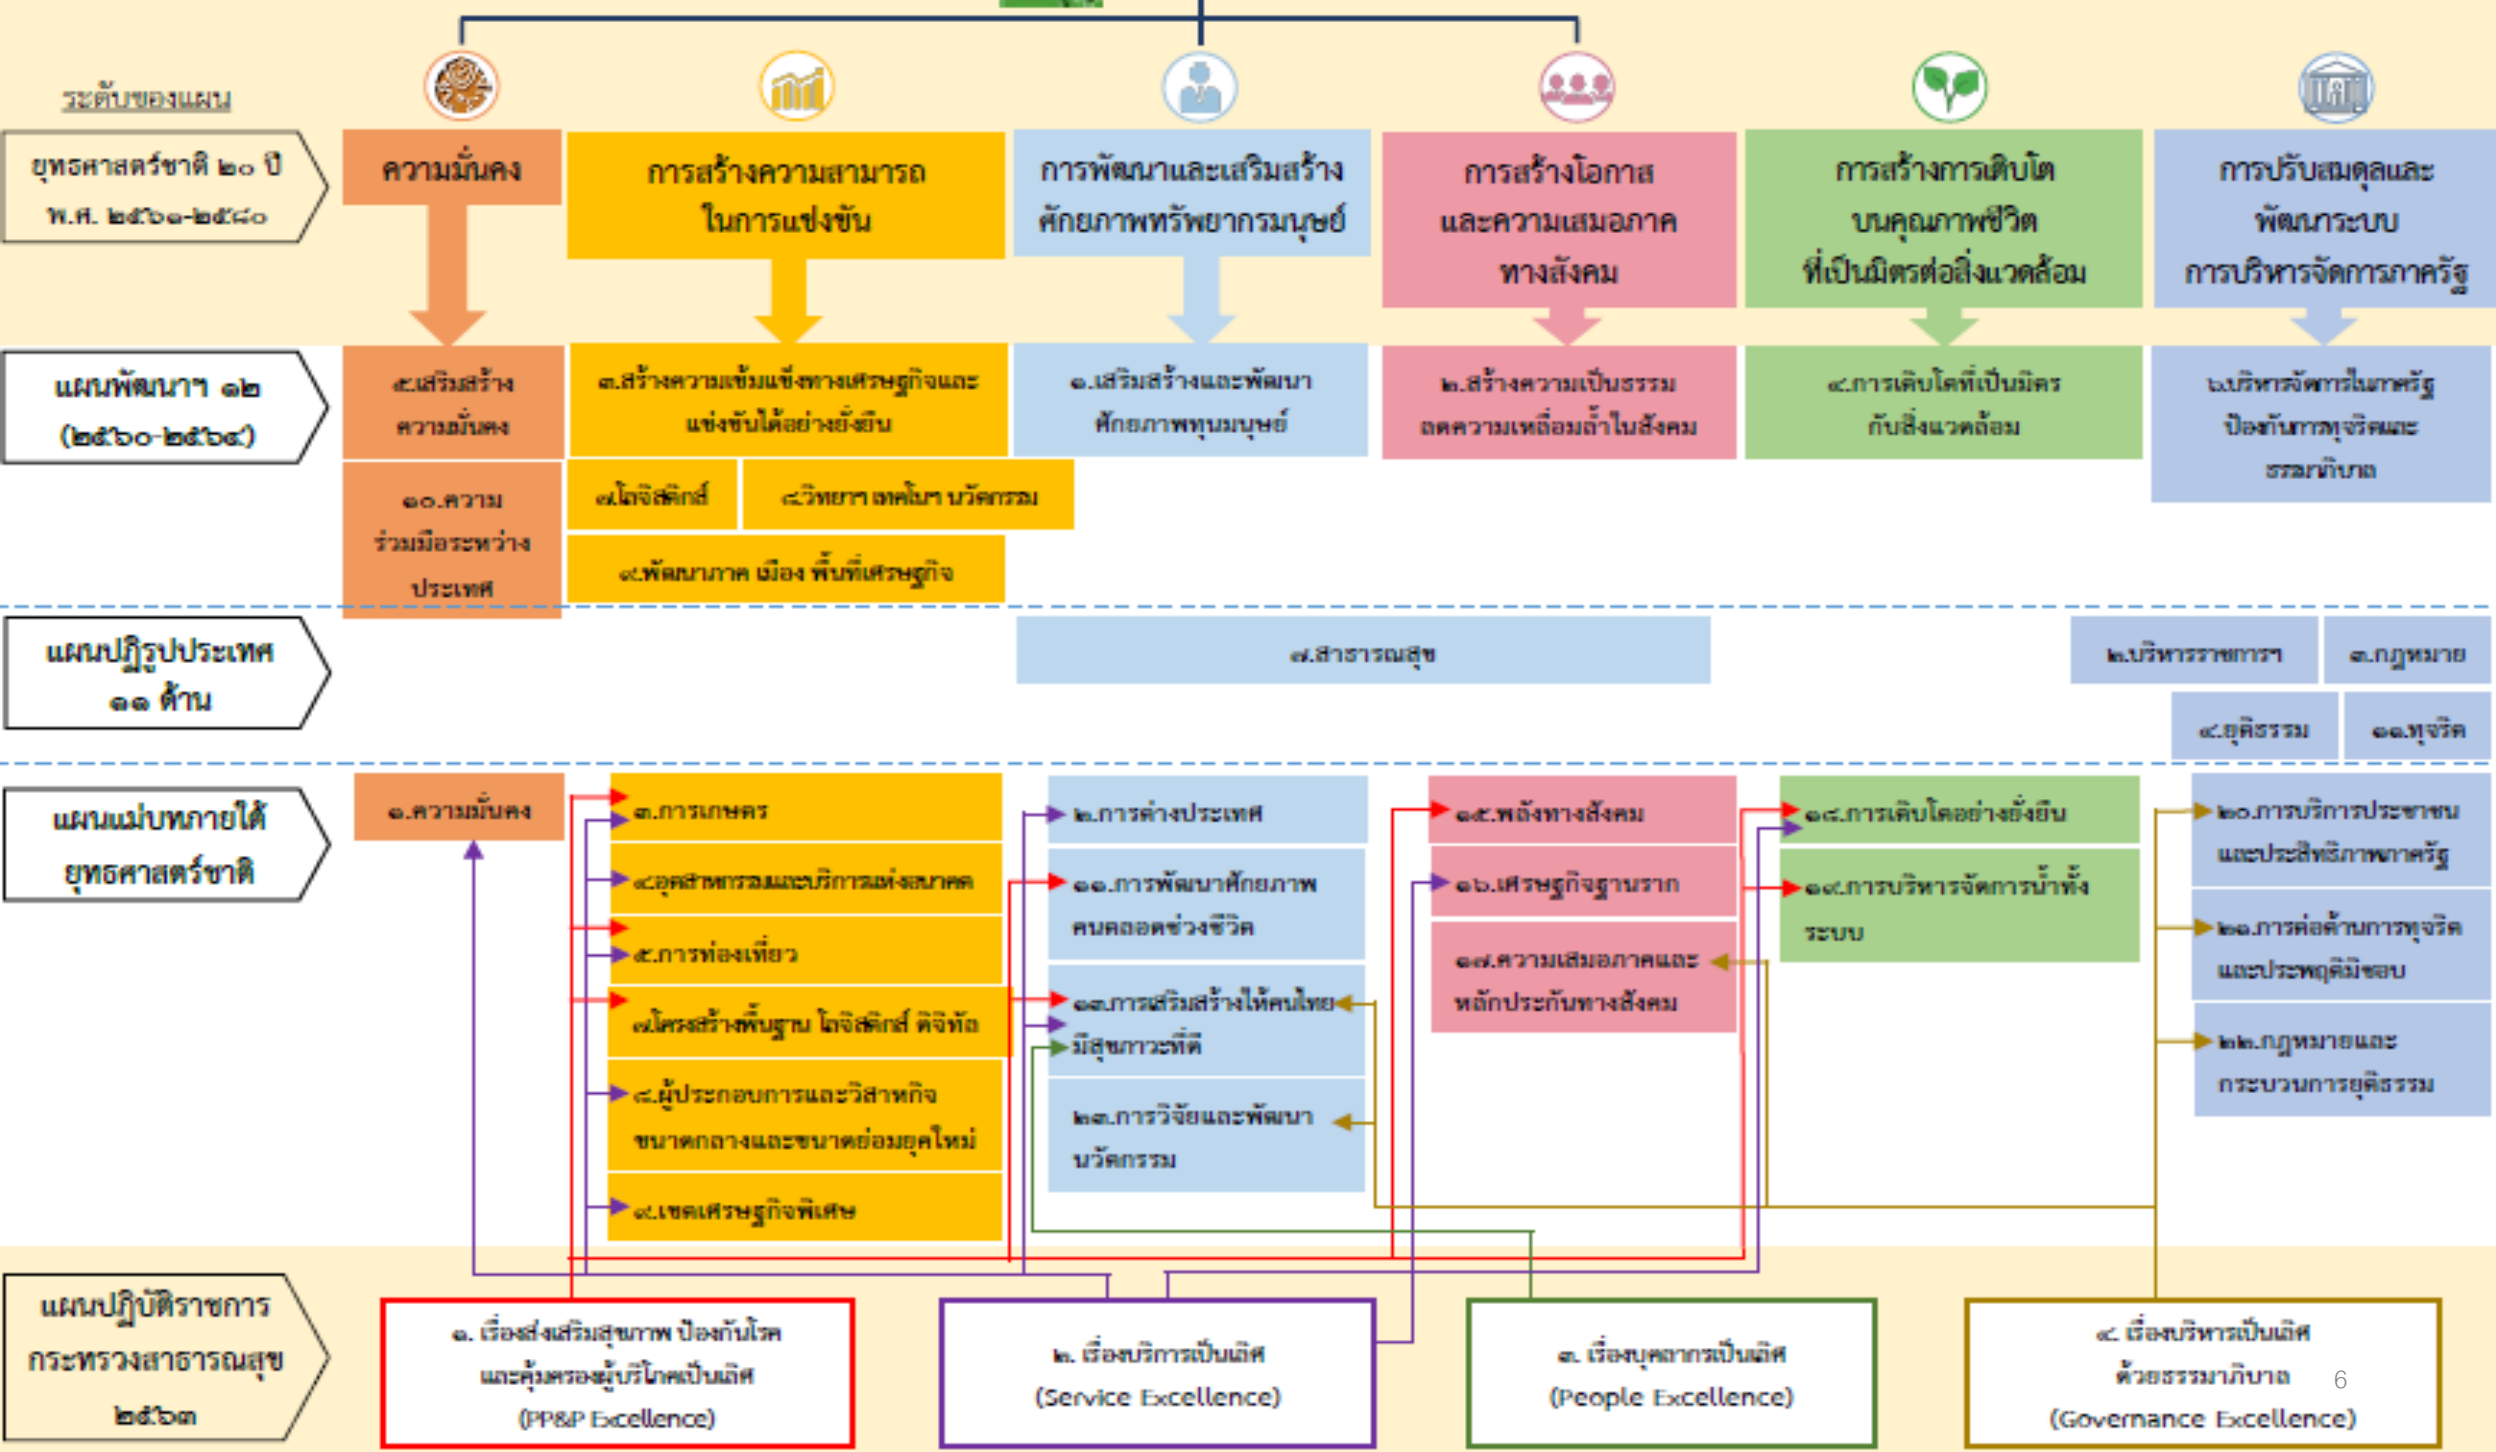 ระดับของแผน
ยุทธศาสตร์ชาติ ๒๐ ปี
พ.ศ. ๒๕๖๑-๒๕๘๐
ความมั่นคง
การสร้างความสามารถ
ในการแข่งขัน
การพัฒนาและเสริมสร้าง
ศักยภาพทรัพยากรมนุษย์
การสร้างโอกาส
และความเสมอภาค
ทางสังคม
การสร้างการเติบโต
บนคุณภาพชีวิต
ที่เป็นมิตรต่อสิ่งแวดล้อม
การปรับสมดุลและ
พัฒนาระบบ
การบริหารจัดการภาครัฐ
แผนพัฒนาฯ ๑๒
(๒๕๖๐-๒๕๖๔)
๕.เสริมสร้าง
ความมั่นคง
๓.สร้างความเข้มแข็งทางเศรษฐกิจและ
แข่งขันได้อย่างยั่งยืน
๑.เสริมสร้างและพัฒนา
ศักยภาพทุนมนุษย์
๒.สร้างความเป็นธรรม
ลดความเหลื่อมล้ำในสังคม
๔.การเติบโตที่เป็นมิตร
กับสิ่งแวดล้อม
๖.บริหารจัดการในภาครัฐ
ป้องกันการทุจริตและ
ธรรมาภิบาล
๑๐.ความ
ร่วมมือระหว่าง
ประเทศ
๗.โลจิสติกส์
๘.วิทยาฯ เทคโนฯ นวัตกรรม
๙.พัฒนาภาค เมือง พื้นที่เศรษฐกิจ
แผนปฏิรูปประเทศ
๑๑ ด้าน
๗.สาธารณสุข
๒.บริหารราชการฯ
๓.กฎหมาย
๔.ยุติธรรม
๑๑.ทุจริต
แผนแม่บทภายใต้
ยุทธศาสตร์ชาติ
๑.ความมั่นคง
๓.การเกษตร
๔.อุตสาหกรรมและบริการแห่งอนาคต
๕.การท่องเที่ยว
๗.โครงสร้างพื้นฐาน โลจิสติกส์ ดิจิทัล
๘.ผู้ประกอบการและวิสาหกิจ
ขนาดกลางและขนาดย่อมยุคใหม่
๙.เขตเศรษฐกิจพิเศษ
๒.การต่างประเทศ
๑๑.การพัฒนาศักยภาพ
คนตลอดช่วงชีวิต
๑๓.การเสริมสร้างให้คนไทย
มีสุขภาวะที่ดี
๒๓.การวิจัยและพัฒนา
นวัตกรรม
๑๕.พลังทางสังคม
๑๖.เศรษฐกิจฐานราก
๑๗.ความเสมอภาคและ
หลักประกันทางสังคม
๑๘.การเติบโตอย่างยั่งยืน
๑๙.การบริหารจัดการน้ำทั้ง
ระบบ
๒๐.การบริการประชาชน
และประสิทธิภาพภาครัฐ
๒๑.การต่อต้านการทุจริต
และประพฤติมิชอบ
๒๒.กฎหมายและ
กระบวนการยุติธรรม
แผนปฏิบัติราชการ
กระทรวงสาธารณสุข
๒๕๖๓
๑. เรื่องส่งเสริมสุขภาพ ป้องกันโรค
และคุ้มครองผู้บริโภคเป็นเลิศ
(PP&P Excellence)
๒. เรื่องบริการเป็นเลิศ
(Service Excellence)
๓. เรื่องบุคลากรเป็นเลิศ
(People Excellence)
๔. เรื่องบริหารเป็นเลิศ
ด้วยธรรมาภิบาล
(Governance Excellence)
6